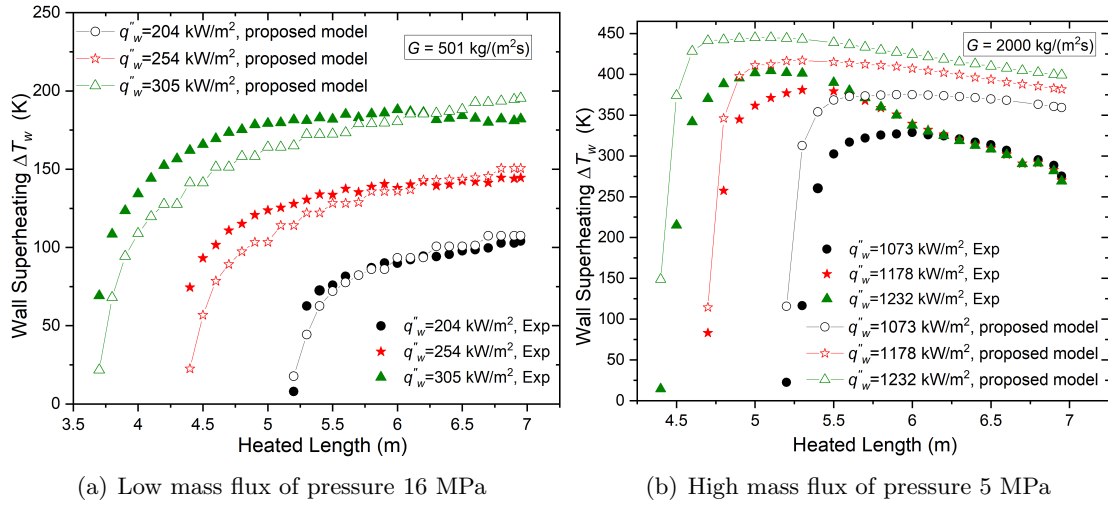 q''w=204 kW/m², proposed model
q''w=254 kW/m², proposed model
q''w=305 kW/m², proposed model
G = 501 kg/(m²s)
250
200
150
100
50
0
Wall Superheating ΔTw (K)
q''w=204 kW/m², Exp
q''w=254 kW/m², Exp
q''w=305 kW/m², Exp
3.5 4 4.5 5 5.5 6 6.5 7
Heated Length (m)
(a) Low mass flux of pressure 16 MPa
G = 2000 kg/(m²s)
450
400
350
300
250
200
150
100
50
0
Wall Superheating ΔTw (K)
q''w=1073 kW/m², Exp
q''w=1178 kW/m², Exp
q''w=1232 kW/m², Exp
q''w=1073 kW/m², proposed model
q''w=1178 kW/m², proposed model
q''w=1232 kW/m², proposed model
4.5 5 5.5 6 6.5 7
Heated Length (m)
(b) High mass flux of pressure 5 MPa